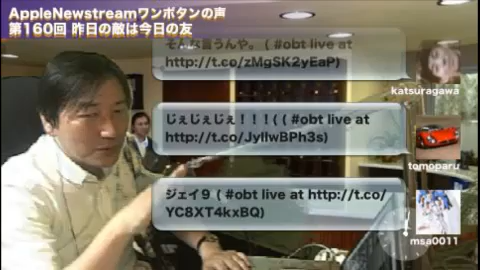 AppleNewstreamワンボタンの声
第160回 昨日の敵は今日の友
そんな言うんや。 ( #obt live at
http://t.co/zMgSK2yEaP)
katsuragawa
じぇじぇじぇ！！！( ( #obt live at
http://t.co/JyIlwBPh3s)
tomoparu
ジェイ９ ( #obt live at http://t.co/
YC8XT4kxBQ)
msa0011